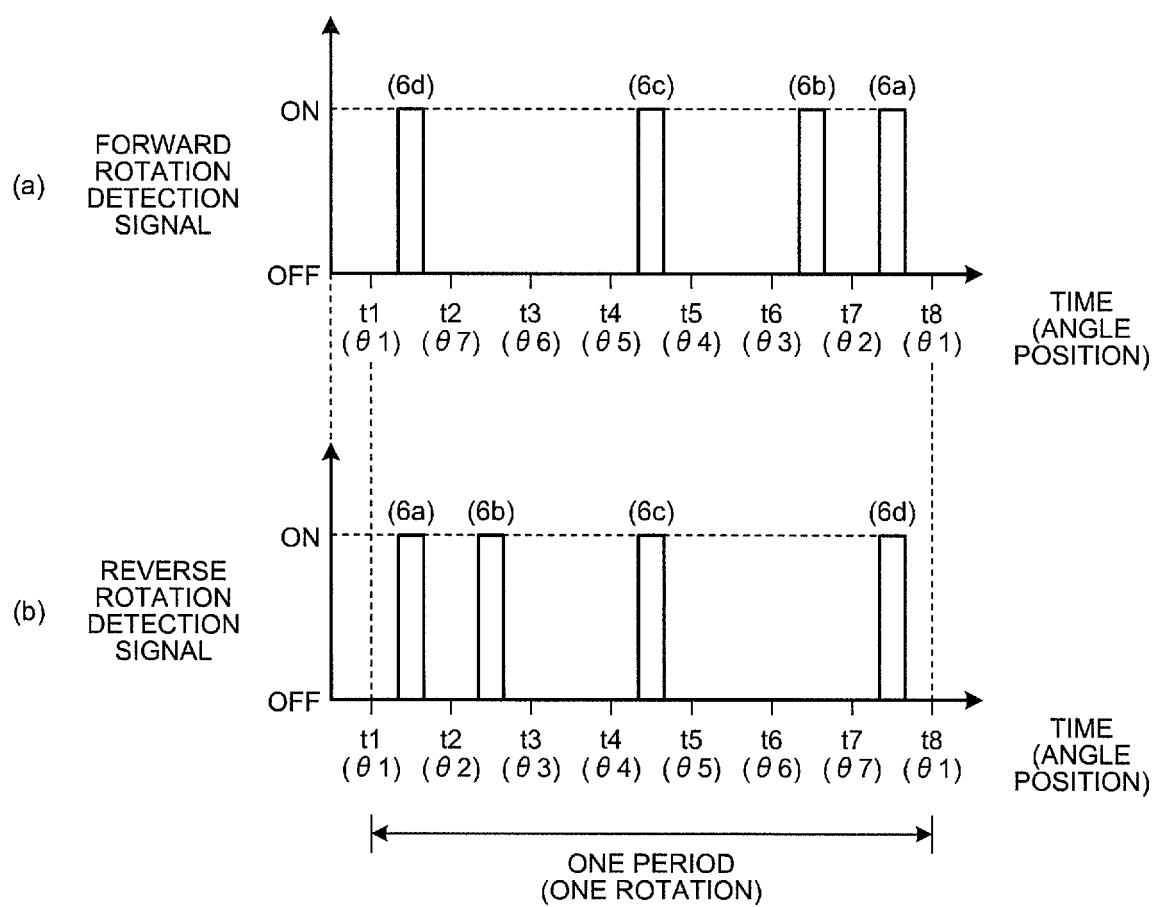 (6d) (6c) (6b) (6a)
ON
(a)
FORWARD
ROTATION
DETECTION
SIGNAL
OFF
t1 t2 t3 t4 t5 t6 t7 t8
(θ1) (θ7) (θ6) (θ5) (θ4) (θ3) (θ2) (θ1)
TIME
(ANGLE
POSITION)
(6a) (6b) (6c) (6d)
ON
(b)
REVERSE
ROTATION
DETECTION
SIGNAL
OFF
t1 t2 t3 t4 t5 t6 t7 t8
(θ1) (θ2) (θ3) (θ4) (θ5) (θ6) (θ7) (θ1)
TIME
(ANGLE
POSITION)
ONE PERIOD
(ONE ROTATION)